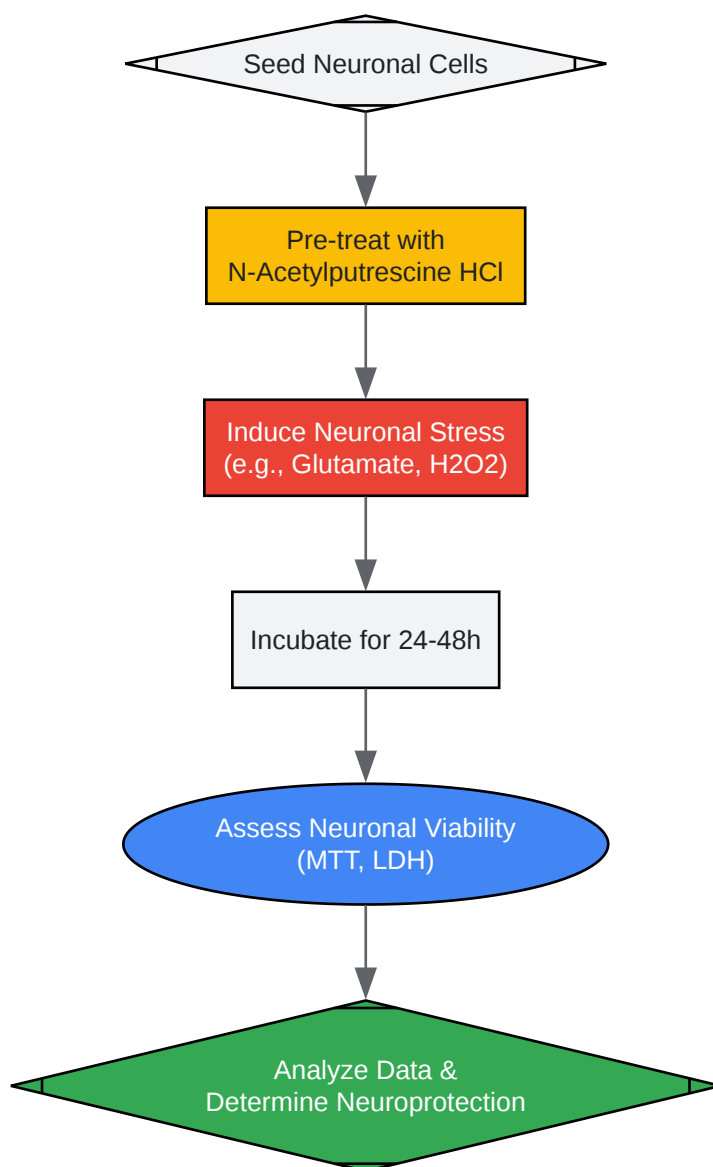 Seed Neuronal Cells
Pre-treat with
N-Acetylputrescine HCl
Induce Neuronal Stress
(e.g., Glutamate, H2O2)
Incubate for 24-48h
Assess Neuronal Viability
(MTT, LDH)
Analyze Data &
Determine Neuroprotection